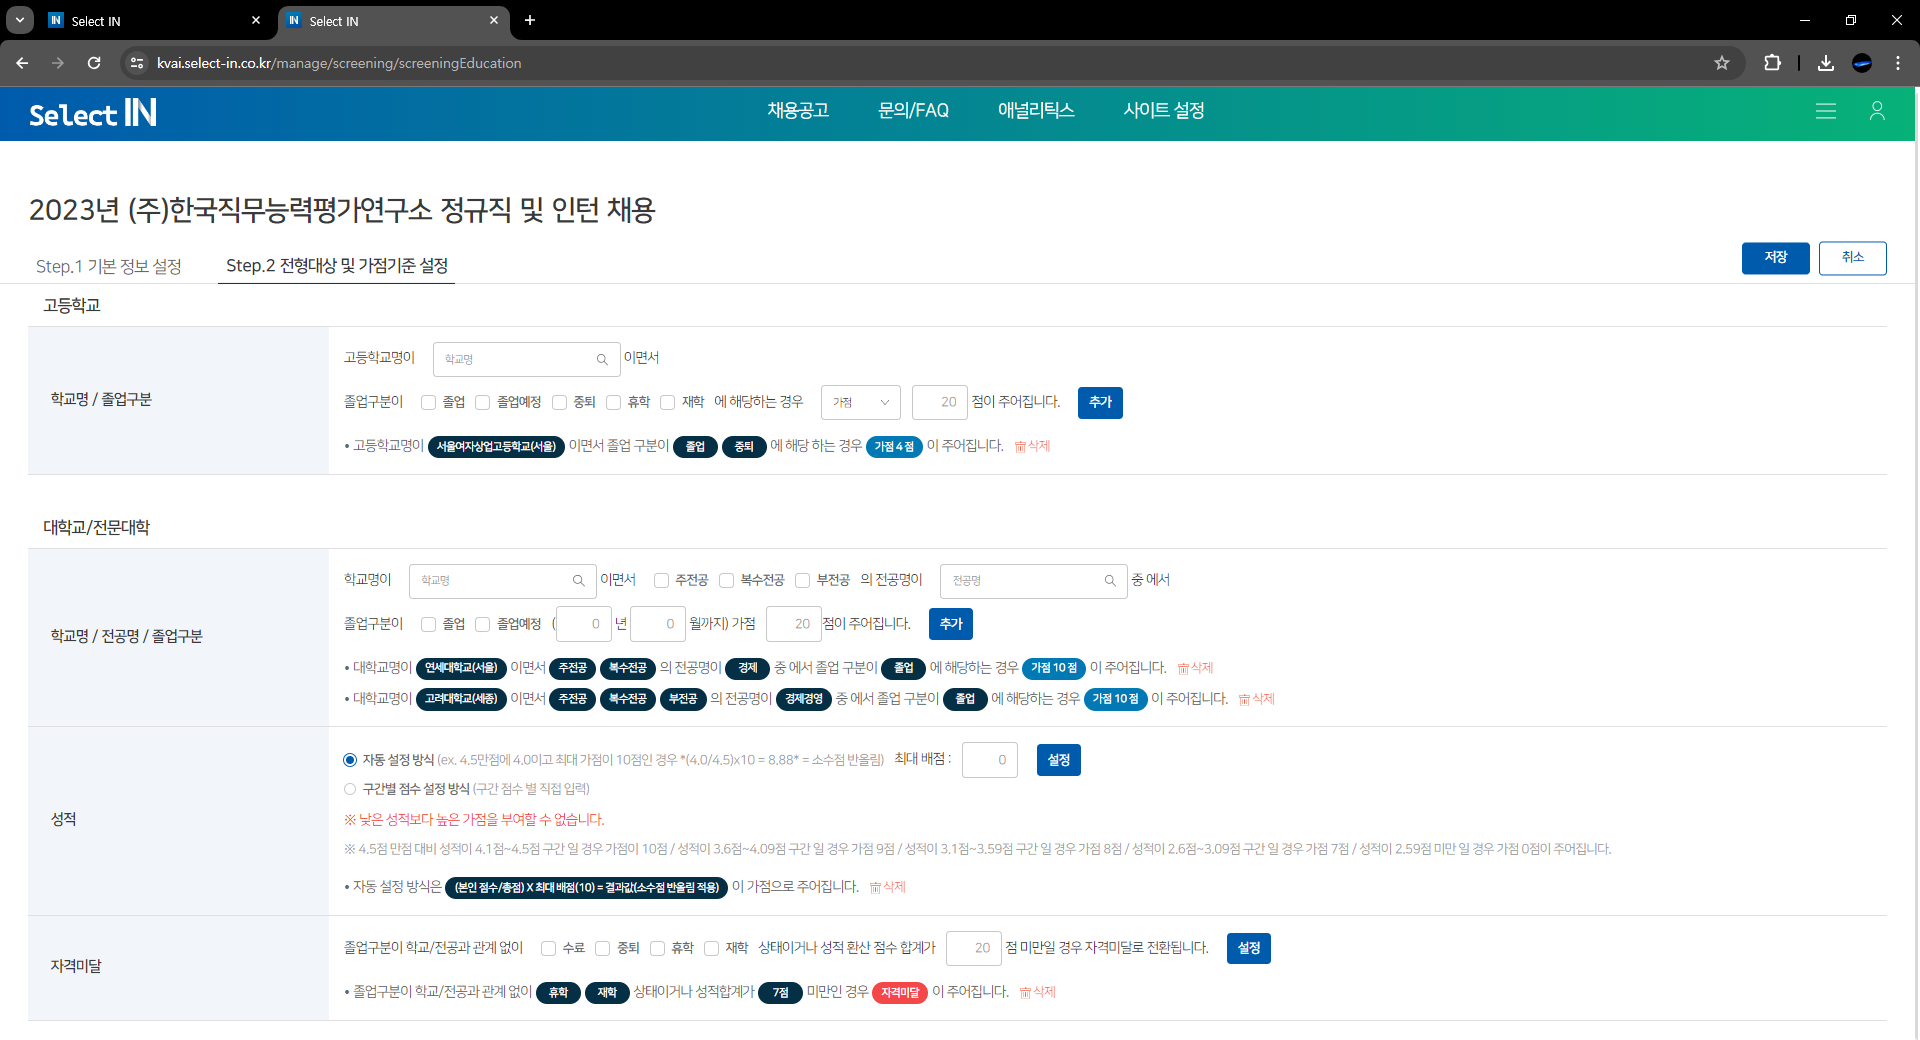 Select IN
Select IN
kvai.select-in.co.kr/manage/screening/screeningEducation
Select IN
채용공고 문의/FAQ 애널리틱스 사이트 설정
2023년 (주)한국직무능력평가연구소 정규직 및 인턴 채용
Step.1 기본 정보 설정 Step.2 전형대상 및 가점기준 설정 저장 취소
고등학교
학교명 / 졸업구분
고등학교명이 학교명 이면서
졸업구분이 졸업 졸업예정 중퇴 휴학 재학 에 해당하는 경우 가점 20 점이 주어집니다. 추가
• 고등학교명이 서울여자상업고등학교(서울) 이면서 졸업 구분이 졸업 중퇴 에 해당 하는 경우 가점 4 점 이 주어집니다. 삭제
대학교/전문대학
학교명 / 전공명 / 졸업구분
학교명이 학교명 이면서 주전공 복수전공 부전공 의 전공명이 전공명 중 에서
졸업구분이 졸업 졸업예정 ( 0 년 0 월까지) 가점 20 점이 주어집니다. 추가
• 대학교명이 연세대학교(서울) 이면서 주전공 복수전공 의 전공명이 경제 중 에서 졸업 구분이 졸업 에 해당하는 경우 가점 10 점 이 주어집니다. 삭제
• 대학교명이 고려대학교(세종) 이면서 주전공 복수전공 부전공 의 전공명이 경제경영 중 에서 졸업 구분이 졸업 에 해당하는 경우 가점 10 점 이 주어집니다. 삭제
성적
자동 설정 방식 (ex. 4.5만점에 4.0이고 최대 가점이 10점인 경우 *(4.0/4.5)x10 = 8.88* = 소수점 반올림) 최대 배점 : 0 설정
구간별 점수 설정 방식 (구간 점수 별 직접 입력)
※ 낮은 성적보다 높은 가점을 부여할 수 없습니다.
※ 4.5점 만점 대비 성적이 4.1점~4.5점 구간 일 경우 가점이 10점 / 성적이 3.6점~4.09점 구간 일 경우 가점 9점 / 성적이 3.1점~3.59점 구간 일 경우 가점 8점 / 성적이 2.6점~3.09점 구간 일 경우 가점 7점 / 성적이 2.59점 미만 일 경우 가점 0점이 주어집니다.
• 자동 설정 방식은 (본인 점수/총점) X 최대 배점(10) = 결과값(소수점 반올림 적용) 이 가점으로 주어집니다. 삭제
자격미달
졸업구분이 학교/전공과 관계 없이 수료 중퇴 휴학 재학 상태이거나 성적 환산 점수 합계가 20 점 미만일 경우 자격미달로 전환됩니다. 설정
• 졸업구분이 학교/전공과 관계 없이 휴학 재학 상태이거나 성적합계가 7점 미만인 경우 자격미달 이 주어집니다. 삭제